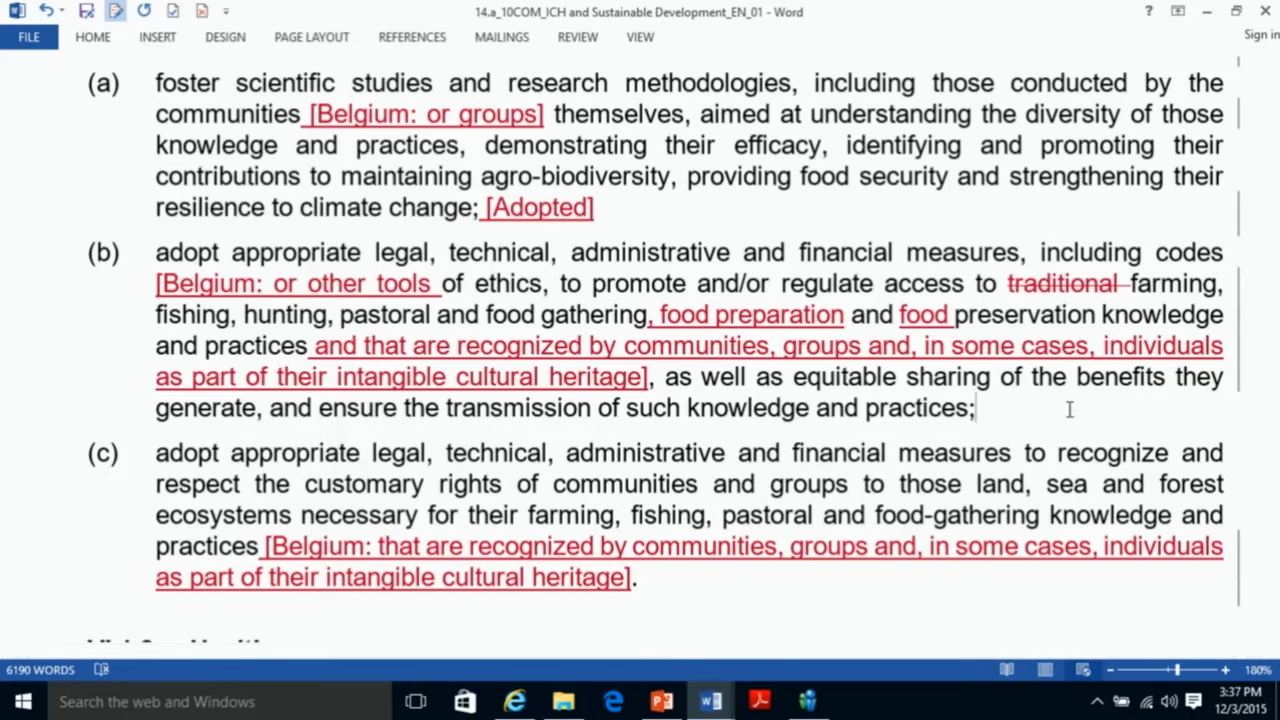 14.a_10COM_ICH and Sustainable Development_EN_01 - Word
Sign in
FILE HOME INSERT DESIGN PAGE LAYOUT REFERENCES MAILINGS REVIEW VIEW
(a) foster scientific studies and research methodologies, including those conducted by the
communities [Belgium: or groups] themselves, aimed at understanding the diversity of those
knowledge and practices, demonstrating their efficacy, identifying and promoting their
contributions to maintaining agro-biodiversity, providing food security and strengthening their
resilience to climate change; [Adopted]
(b) adopt appropriate legal, technical, administrative and financial measures, including codes
[Belgium: or other tools of ethics, to promote and/or regulate access to traditional farming,
fishing, hunting, pastoral and food gathering, food preparation and food preservation knowledge
and practices and that are recognized by communities, groups and, in some cases, individuals
as part of their intangible cultural heritage], as well as equitable sharing of the benefits they
generate, and ensure the transmission of such knowledge and practices;
(c) adopt appropriate legal, technical, administrative and financial measures to recognize and
respect the customary rights of communities and groups to those land, sea and forest
ecosystems necessary for their farming, fishing, pastoral and food-gathering knowledge and
practices [Belgium: that are recognized by communities, groups and, in some cases, individuals
as part of their intangible cultural heritage].
6190 WORDS
180%
Search the web and Windows
3:37 PM
12/3/2015